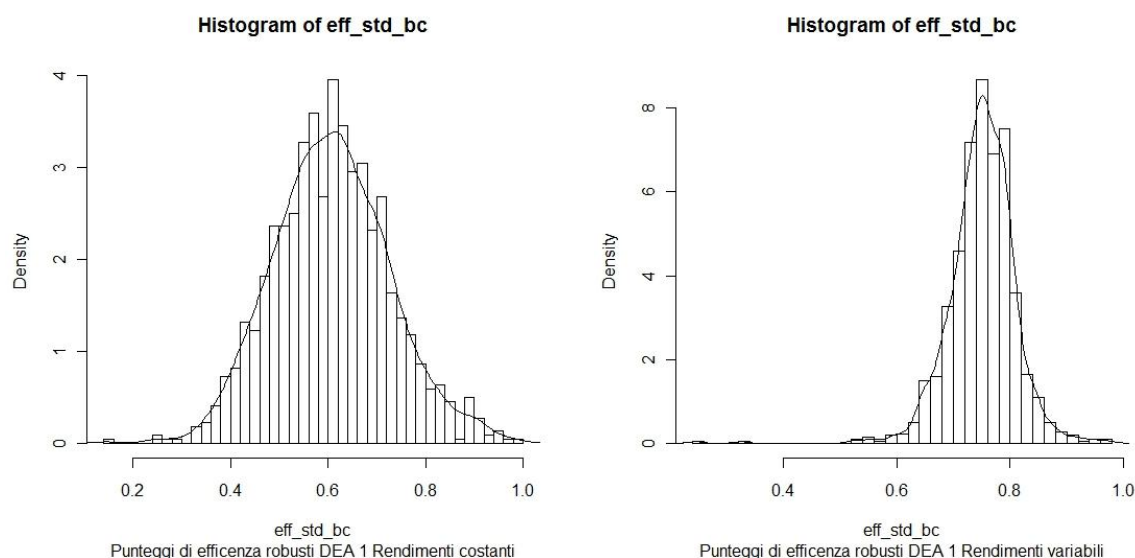 Histogram of eff_std_bc
Density
4
3
2
1
0
0.2 0.4 0.6 0.8 1.0
eff_std_bc
Punteggi di efficenza robusti DEA 1 Rendimenti costanti
Histogram of eff_std_bc
Density
8
6
4
2
0
0.4 0.6 0.8 1.0
eff_std_bc
Punteggi di efficenza robusti DEA 1 Rendimenti variabili